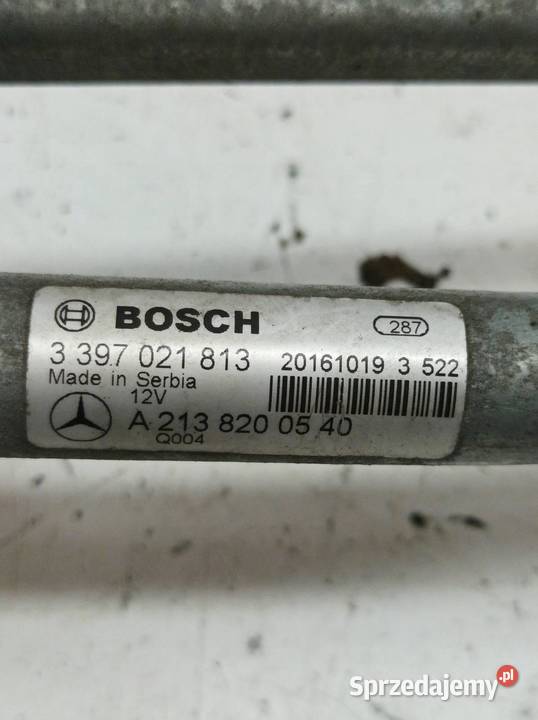 BOSCH
287
3 397 021 813
20161019 3 522
Made in Serbia
12V
A 213 820 05 40
Q004
Sprzedajemy.pl